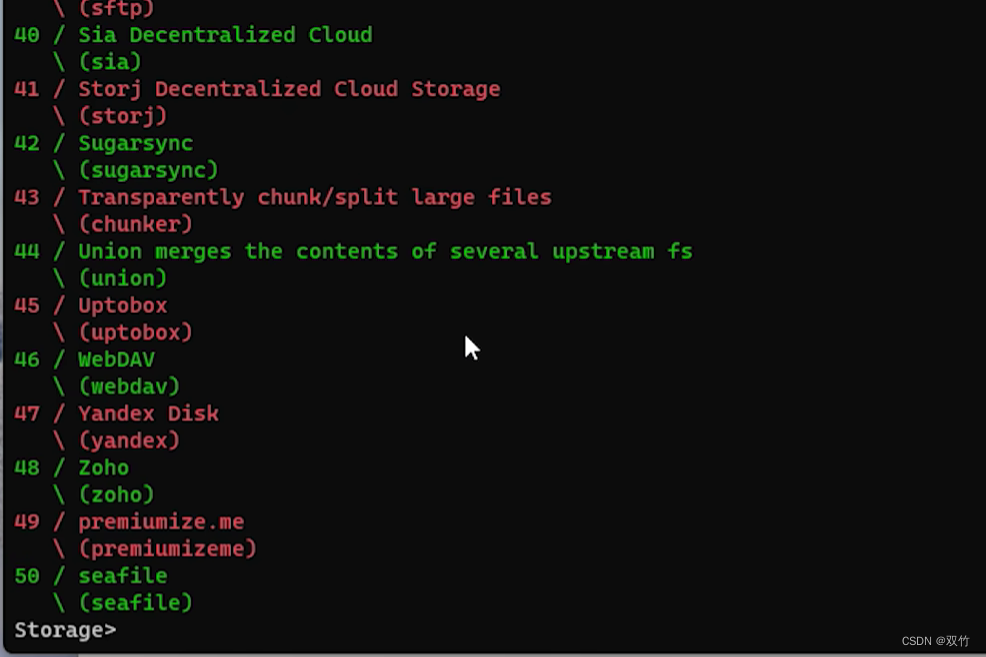 \ (sftp)
40 / Sia Decentralized Cloud
\ (sia)
41 / Storj Decentralized Cloud Storage
\ (storj)
42 / Sugarsync
\ (sugarsync)
43 / Transparently chunk/split large files
\ (chunker)
44 / Union merges the contents of several upstream fs
\ (union)
45 / Uptobox
\ (uptobox)
46 / WebDAV
\ (webdav)
47 / Yandex Disk
\ (yandex)
48 / Zoho
\ (zoho)
49 / premiumize.me
\ (premiumizeme)
50 / seafile
\ (seafile)
Storage>
CSDN @双竹